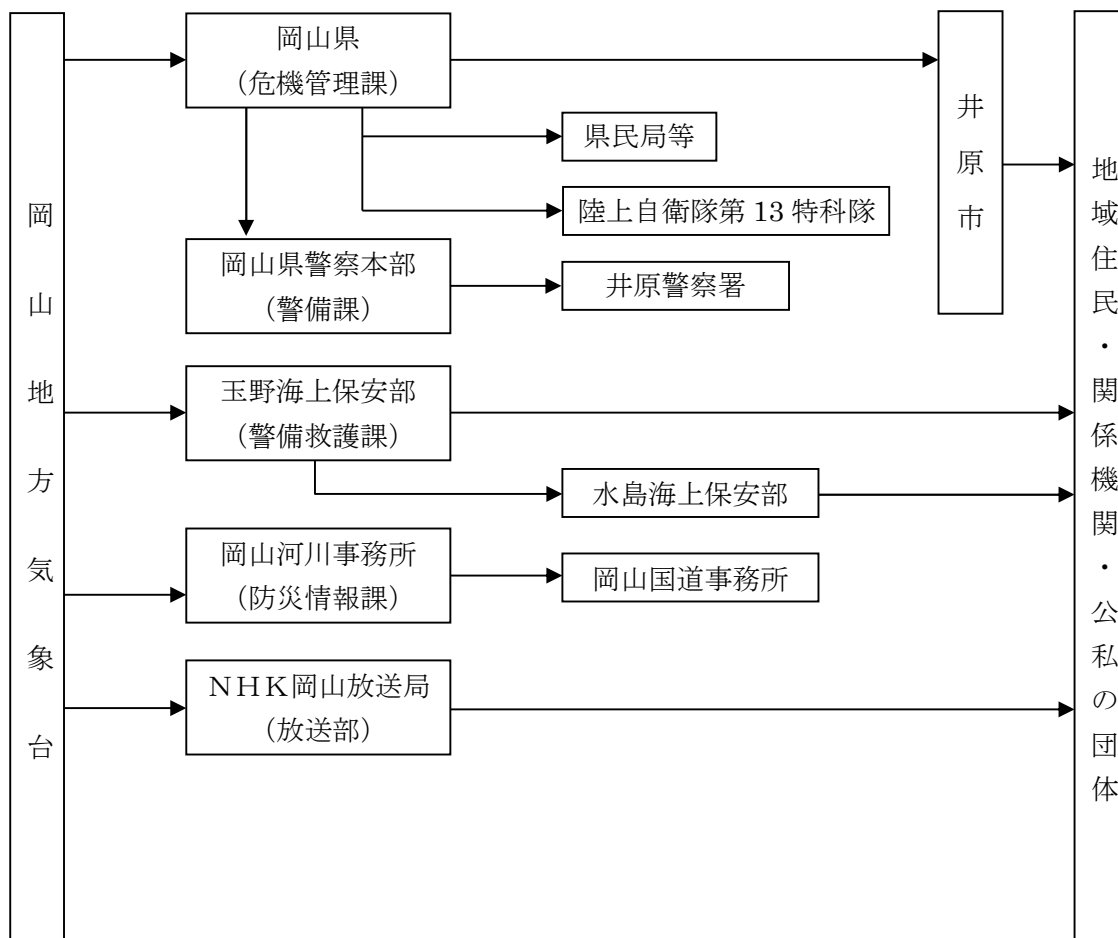 岡山地方気象台
岡山県
（危機管理課）
県民局等
陸上自衛隊第 13 特科隊
岡山県警察本部
（警備課）
井原警察署
玉野海上保安部
（警備救護課）
水島海上保安部
岡山河川事務所
（防災情報課）
岡山国道事務所
ＮＨＫ岡山放送局
（放送部）
井原市
地域住民・関係機関・公私の団体